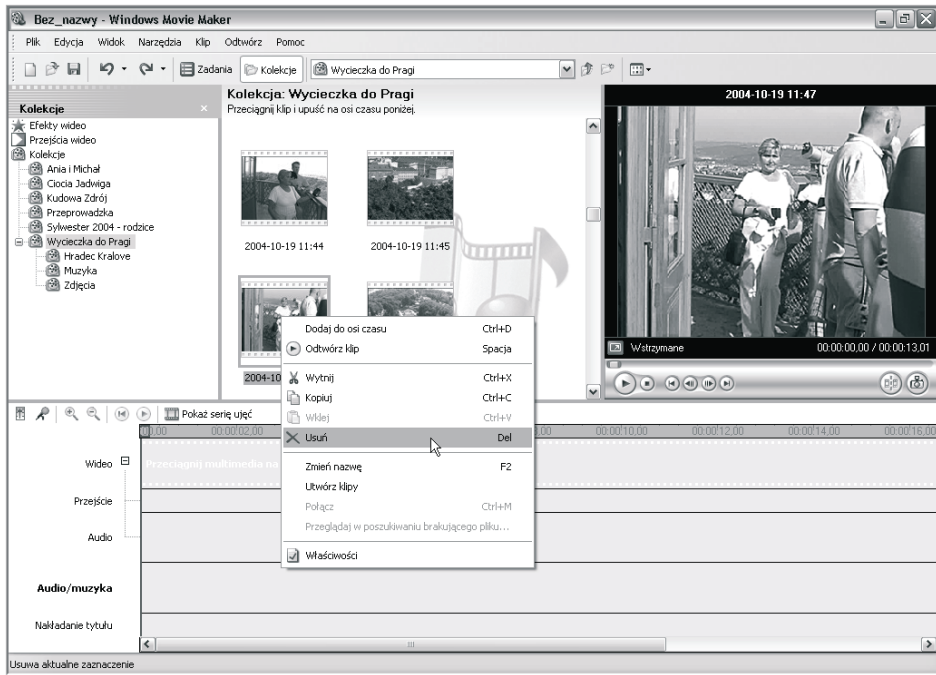 Bez_nazwy - Windows Movie Maker
Plik Edycja Widok Narzędzia Klip Odtwórz Pomoc
Zadania Kolekcje Wycieczka do Pragi
Kolekcje
Efekty wideo
Przejścia wideo
Kolekcje
Ania i Michał
Ciocia Jadwiga
Kudowa Zdrój
Przeprowadzka
Sylwester 2004 - rodzice
Wycieczka do Pragi
Hradec Kralove
Muzyka
Zdjęcia
Kolekcja: Wycieczka do Pragi
Przeciągnij klip i upuść na osi czasu poniżej.
2004-10-19 11:44 2004-10-19 11:45
2004-10
2004-10-19 11:47
Wstrzymane 00:00:00,00 / 00:00:13,01
Dodaj do osi czasu Ctrl+D
Odtwórz klip Spacja
Wytnij Ctrl+X
Kopiuj Ctrl+C
Wklej Ctrl+V
Usuń Del
Zmień nazwę F2
Utwórz klipy
Połącz Ctrl+M
Przeglądaj w poszukiwaniu brakującego pliku...
Właściwości
Pokaż serię ujęć
00:00:02,00 00:00:10,00 00:00:12,00 00:00:14,00 00:00:16,00
Wideo Przeciągnij multimedia na
Przejście
Audio
Audio/muzyka
Nakładanie tytułu
Usuwa aktualne zaznaczenie